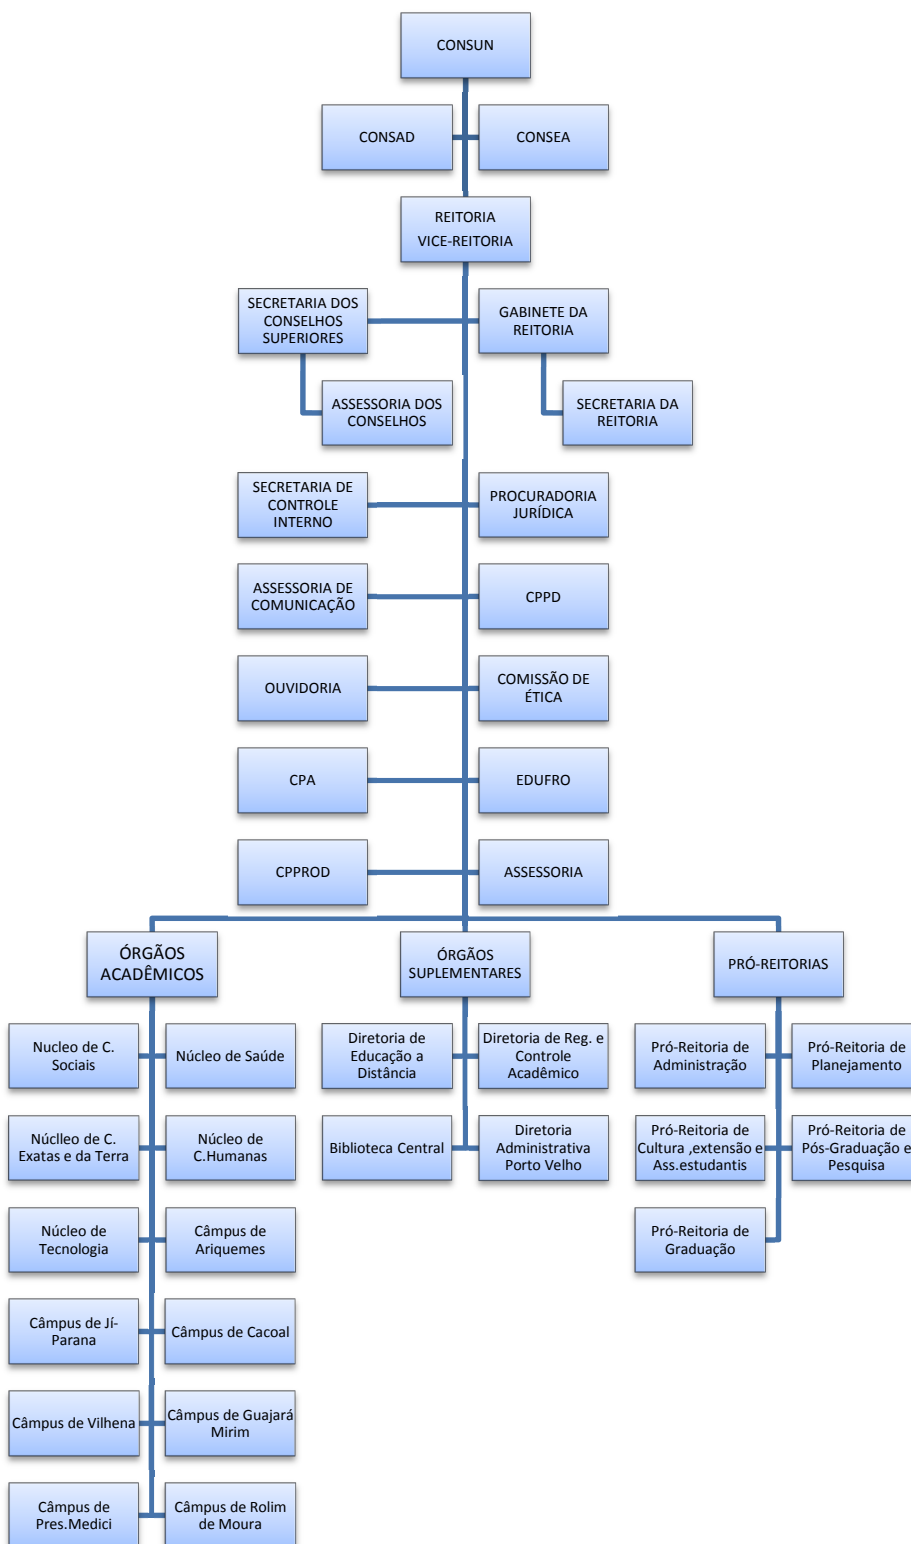 CONSUN
CONSAD
CONSEA
REITORIA
VICE-REITORIA
SECRETARIA DOS
CONSELHOS
SUPERIORES
GABINETE DA
REITORIA
ASSESSORIA DOS
CONSELHOS
SECRETARIA DA
REITORIA
SECRETARIA DE
CONTROLE
INTERNO
PROCURADORIA
JURÍDICA
ASSESSORIA DE
COMUNICAÇÃO
CPPD
OUVIDORIA
COMISSÃO DE
ÉTICA
CPA
EDUFRO
CPPROD
ASSESSORIA
ÓRGÃOS
ACADÊMICOS
ÓRGÃOS
SUPLEMENTARES
PRÓ-REITORIAS
Nucleo de C.
Sociais
Núcleo de Saúde
Diretoria de
Educação a
Distância
Diretoria de Reg. e
Controle
Acadêmico
Pró-Reitoria de
Administração
Pró-Reitoria de
Planejamento
Núclleo de C.
Exatas e da Terra
Núcleo de
C.Humanas
Biblioteca Central
Diretoria
Administrativa
Porto Velho
Pró-Reitoria de
Cultura ,extensão e
Ass.estudantis
Pró-Reitoria de
Pós-Graduação e
Pesquisa
Núcleo de
Tecnologia
Câmpus de
Ariquemes
Pró-Reitoria de
Graduação
Câmpus de Jí-
Parana
Câmpus de Cacoal
Câmpus de Vilhena
Câmpus de Guajará
Mirim
Câmpus de
Pres.Medici
Câmpus de Rolim
de Moura